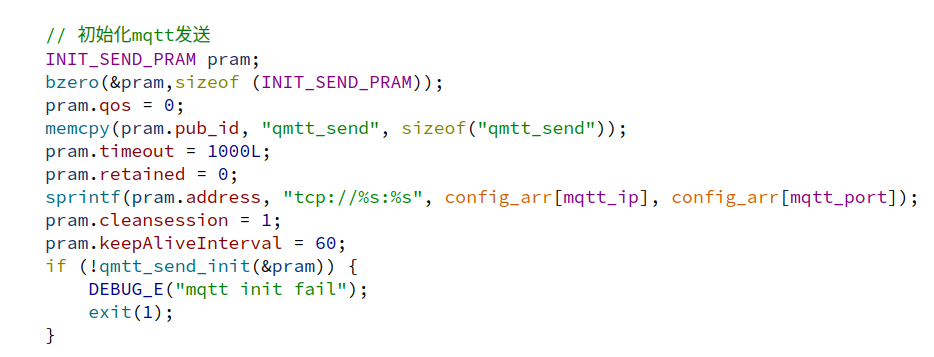 // 初始化mqtt发送
INIT_SEND_PRAM pram;
bzero(&pram,sizeof (INIT_SEND_PRAM));
pram.qos = 0;
memcpy(pram.pub_id, "qmtt_send", sizeof("qmtt_send"));
pram.timeout = 1000L;
pram.retained = 0;
sprintf(pram.address, "tcp://%s:%s", config_arr[mqtt_ip], config_arr[mqtt_port]);
pram.cleansession = 1;
pram.keepAliveInterval = 60;
if (!qmtt_send_init(&pram)) {
    DEBUG_E("mqtt init fail");
    exit(1);
}